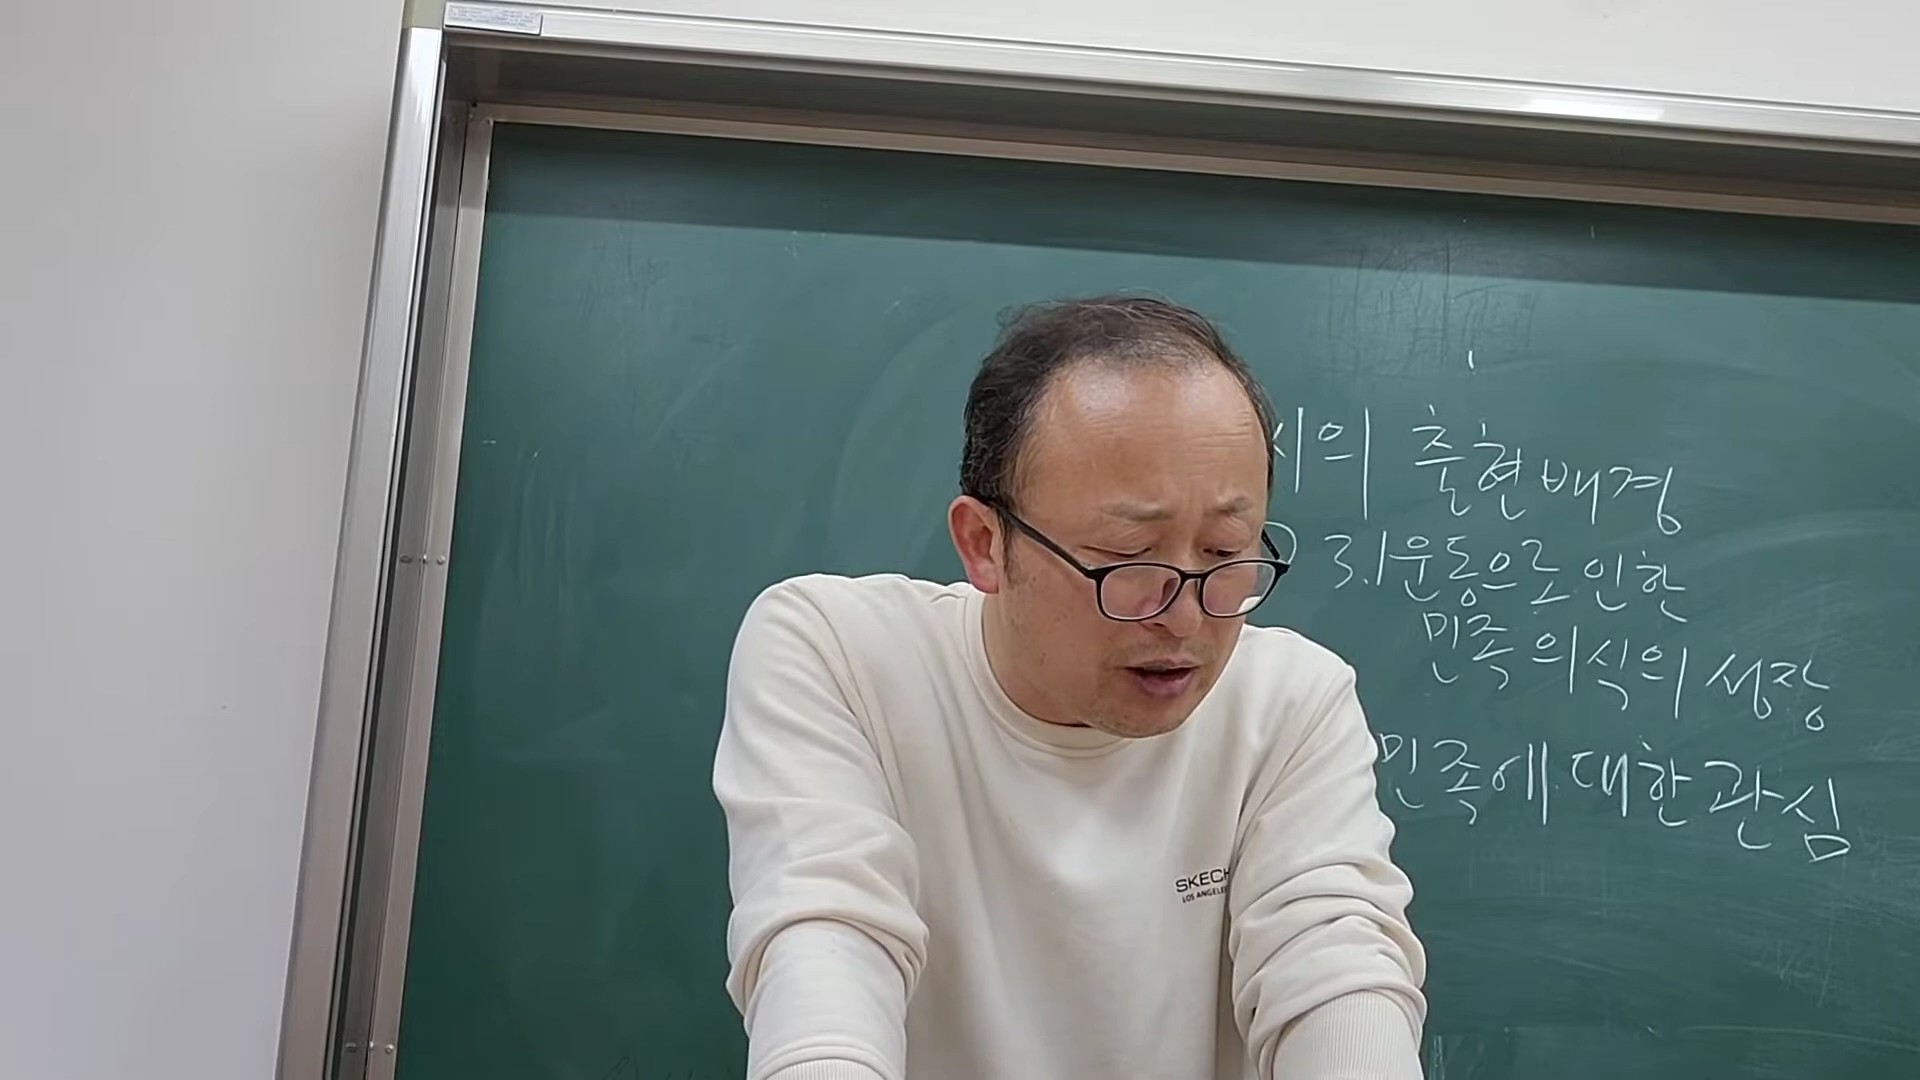 시의 출현배경
3.1운동으로 인한
민족 의식의 성장
민족에 대한 관심
SKECH
LOS ANGELE